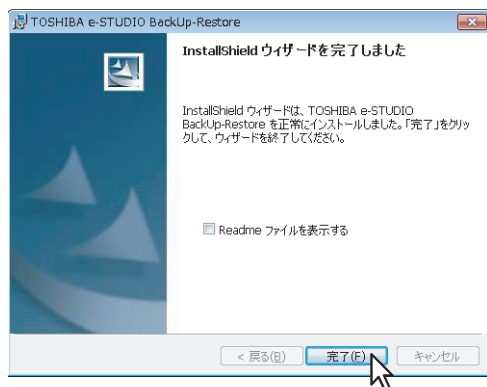 TOSHIBA e-STUDIO BackUp-Restore
InstallShield ウィザードを完了しました
InstallShield ウィザードは、TOSHIBA e-STUDIO
BackUp-Restore を正常にインストールしました。「完了」をクリッ
クして、ウィザードを終了してください。
Readme ファイルを表示する
< 戻る(B)
完了(F)
キャンセル